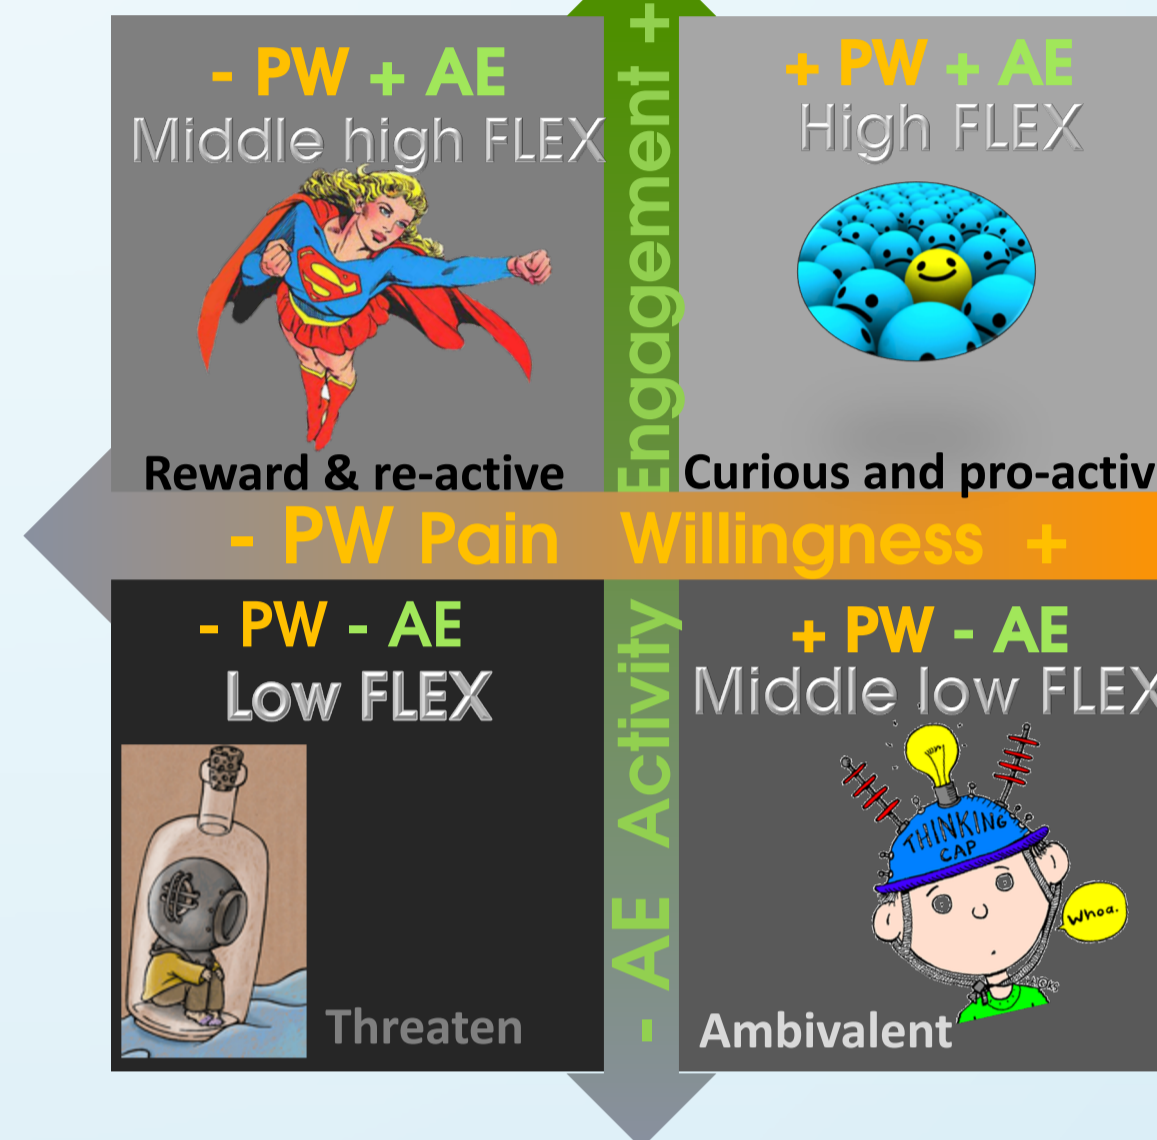 - PW + AE
Middle high FLEX
Reward & re-active
+ PW + AE
High FLEX
Curious and pro-activ
- PW Pain Willingness +
- AE Activity Engagement +
- PW - AE
Low FLEX
Threaten
+ PW - AE
Middle low FLEX
THINKING
CAP
Whoa.
Ambivalent